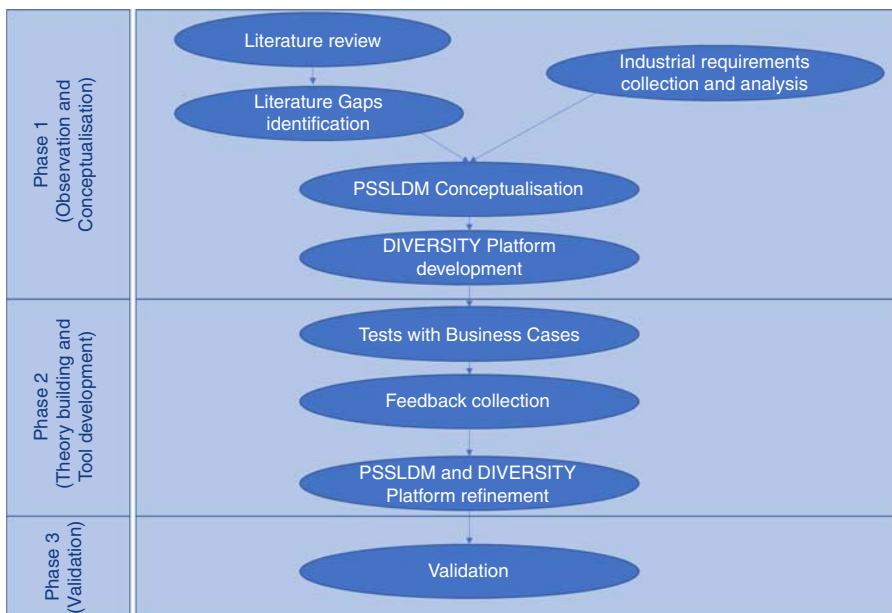 Phase 1
(Observation and
Conceptualisation)
Literature review
Industrial requirements
collection and analysis
Literature Gaps
identification
PSSLDM Conceptualisation
DIVERSITY Platform
development
Phase 2
(Theory building and
Tool development)
Tests with Business Cases
Feedback collection
PSSLDM and DIVERSITY
Platform refinement
Phase 3
(Validation)
Validation